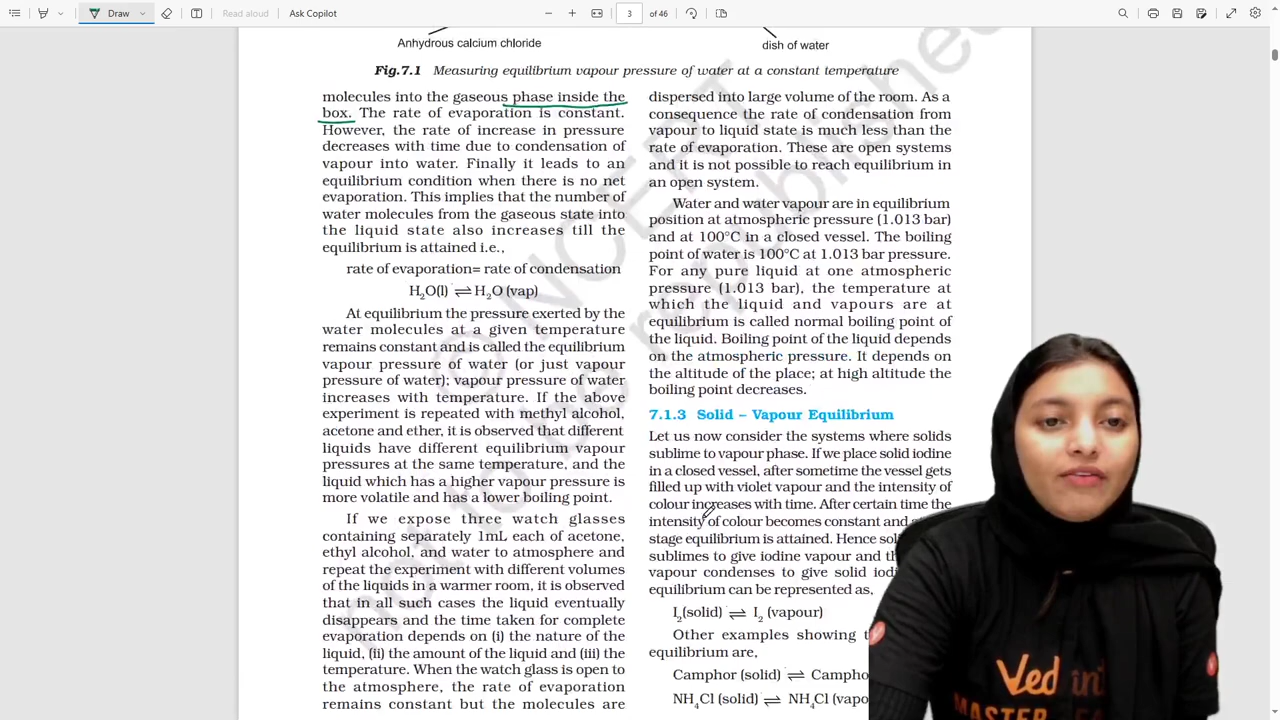 Draw
Read aloud
Ask Copilot
3
of 46
Anhydrous calcium chloride
dish of water
Fig.7.1 Measuring equilibrium vapour pressure of water at a constant temperature
molecules into the gaseous phase inside the
box. The rate of evaporation is constant.
However, the rate of increase in pressure
decreases with time due to condensation of
vapour into water. Finally it leads to an
equilibrium condition when there is no net
evaporation. This implies that the number of
water molecules from the gaseous state into
the liquid state also increases till the
equilibrium is attained i.e.,
rate of evaporation= rate of condensation
H₂O(l) ⇌ H₂O (vap)
At equilibrium the pressure exerted by the
water molecules at a given temperature
remains constant and is called the equilibrium
vapour pressure of water (or just vapour
pressure of water); vapour pressure of water
increases with temperature. If the above
experiment is repeated with methyl alcohol,
acetone and ether, it is observed that different
liquids have different equilibrium vapour
pressures at the same temperature, and the
liquid which has a higher vapour pressure is
more volatile and has a lower boiling point.
If we expose three watch glasses
containing separately 1mL each of acetone,
ethyl alcohol, and water to atmosphere and
repeat the experiment with different volumes
of the liquids in a warmer room, it is observed
that in all such cases the liquid eventually
disappears and the time taken for complete
evaporation depends on (i) the nature of the
liquid, (ii) the amount of the liquid and (iii) the
temperature. When the watch glass is open to
the atmosphere, the rate of evaporation
remains constant but the molecules are
dispersed into large volume of the room. As a
consequence the rate of condensation from
vapour to liquid state is much less than the
rate of evaporation. These are open systems
and it is not possible to reach equilibrium in
an open system.
Water and water vapour are in equilibrium
position at atmospheric pressure (1.013 bar)
and at 100°C in a closed vessel. The boiling
point of water is 100°C at 1.013 bar pressure.
For any pure liquid at one atmospheric
pressure (1.013 bar), the temperature at
which the liquid and vapours are at
equilibrium is called normal boiling point of
the liquid. Boiling point of the liquid depends
on the atmospheric pressure. It depends on
the altitude of the place; at high altitude the
boiling point decreases.
7.1.3 Solid – Vapour Equilibrium
Let us now consider the systems where solids
sublime to vapour phase. If we place solid iodine
in a closed vessel, after sometime the vessel gets
filled up with violet vapour and the intensity of
colour increases with time. After certain time the
intensity of colour becomes constant and
stage equilibrium is attained. Hence
sublimes to give iodine vapour and
vapour condenses to give solid
equilibrium can be represented as,
I₂(solid) ⇌ I₂ (vapour)
Other examples showing
equilibrium are,
Camphor (solid) ⇌
NH₄Cl (solid) ⇌ NH₄Cl
© NCERT
not to be republished
Ved
MASTER